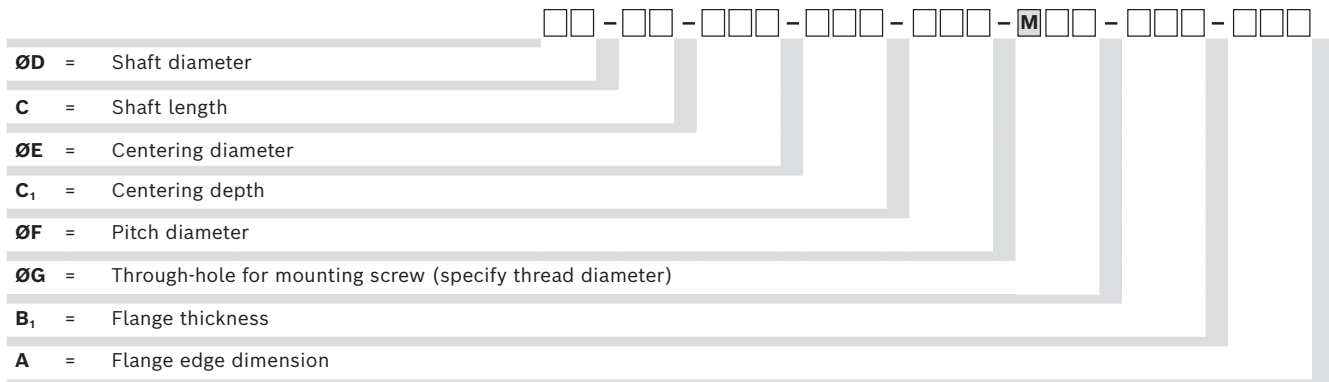 □□ – □□ – □□□ – □□□ – □□□ – M□□ – □□□ – □□□
ØD = Shaft diameter
C = Shaft length
ØE = Centering diameter
C₁ = Centering depth
ØF = Pitch diameter
ØG = Through-hole for mounting screw (specify thread diameter)
B₁ = Flange thickness
A = Flange edge dimension